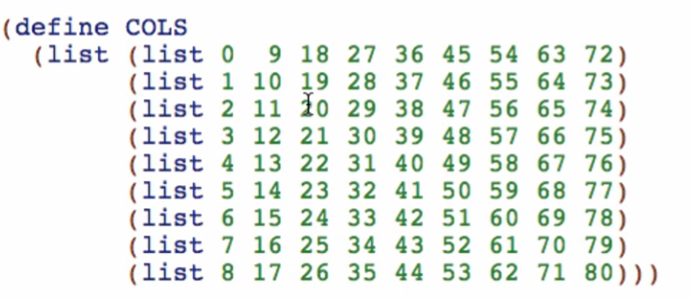 (define COLS
  (list (list 0  9 18 27 36 45 54 63 72)
        (list 1 10 19 28 37 46 55 64 73)
        (list 2 11 20 29 38 47 56 65 74)
        (list 3 12 21 30 39 48 57 66 75)
        (list 4 13 22 31 40 49 58 67 76)
        (list 5 14 23 32 41 50 59 68 77)
        (list 6 15 24 33 42 51 60 69 78)
        (list 7 16 25 34 43 52 61 70 79)
        (list 8 17 26 35 44 53 62 71 80)))